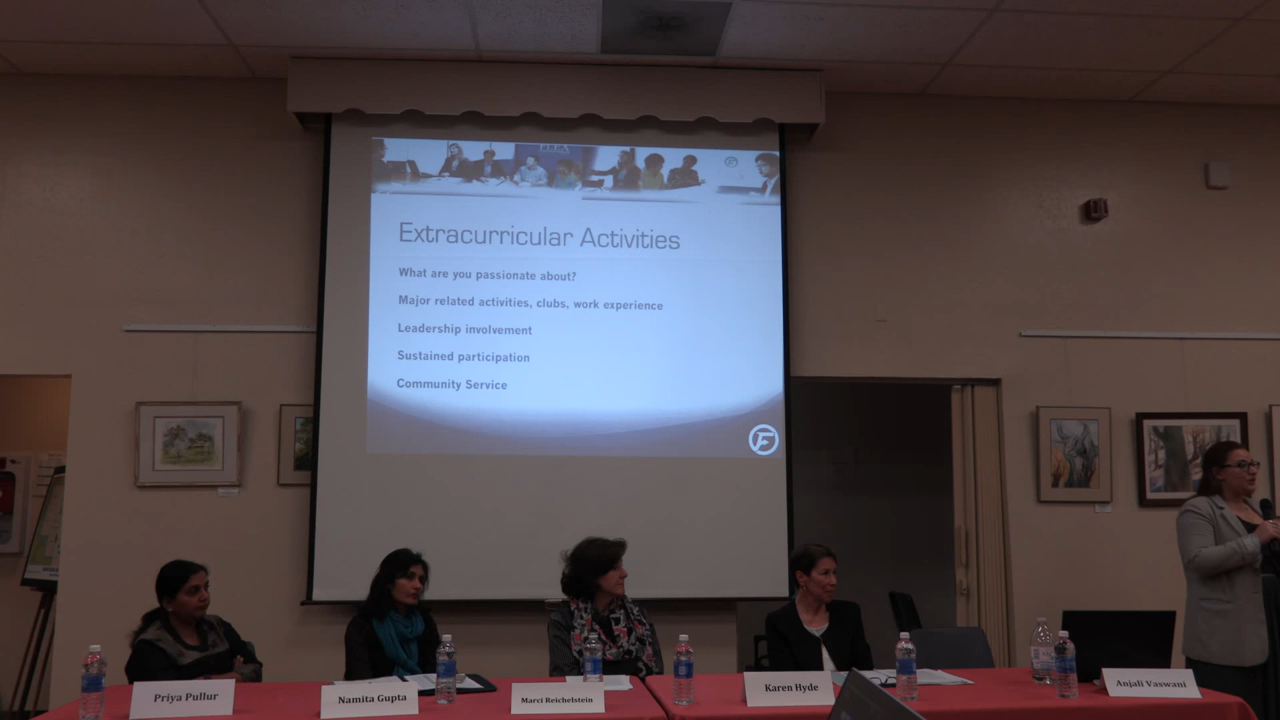 Extracurricular Activities
What are you passionate about?
Major related activities, clubs, work experience
Leadership involvement
Sustained participation
Community Service
F
Priya Pullur
Namita Gupta
Marci Reichelstein
Karen Hyde
Anjali Vaswani